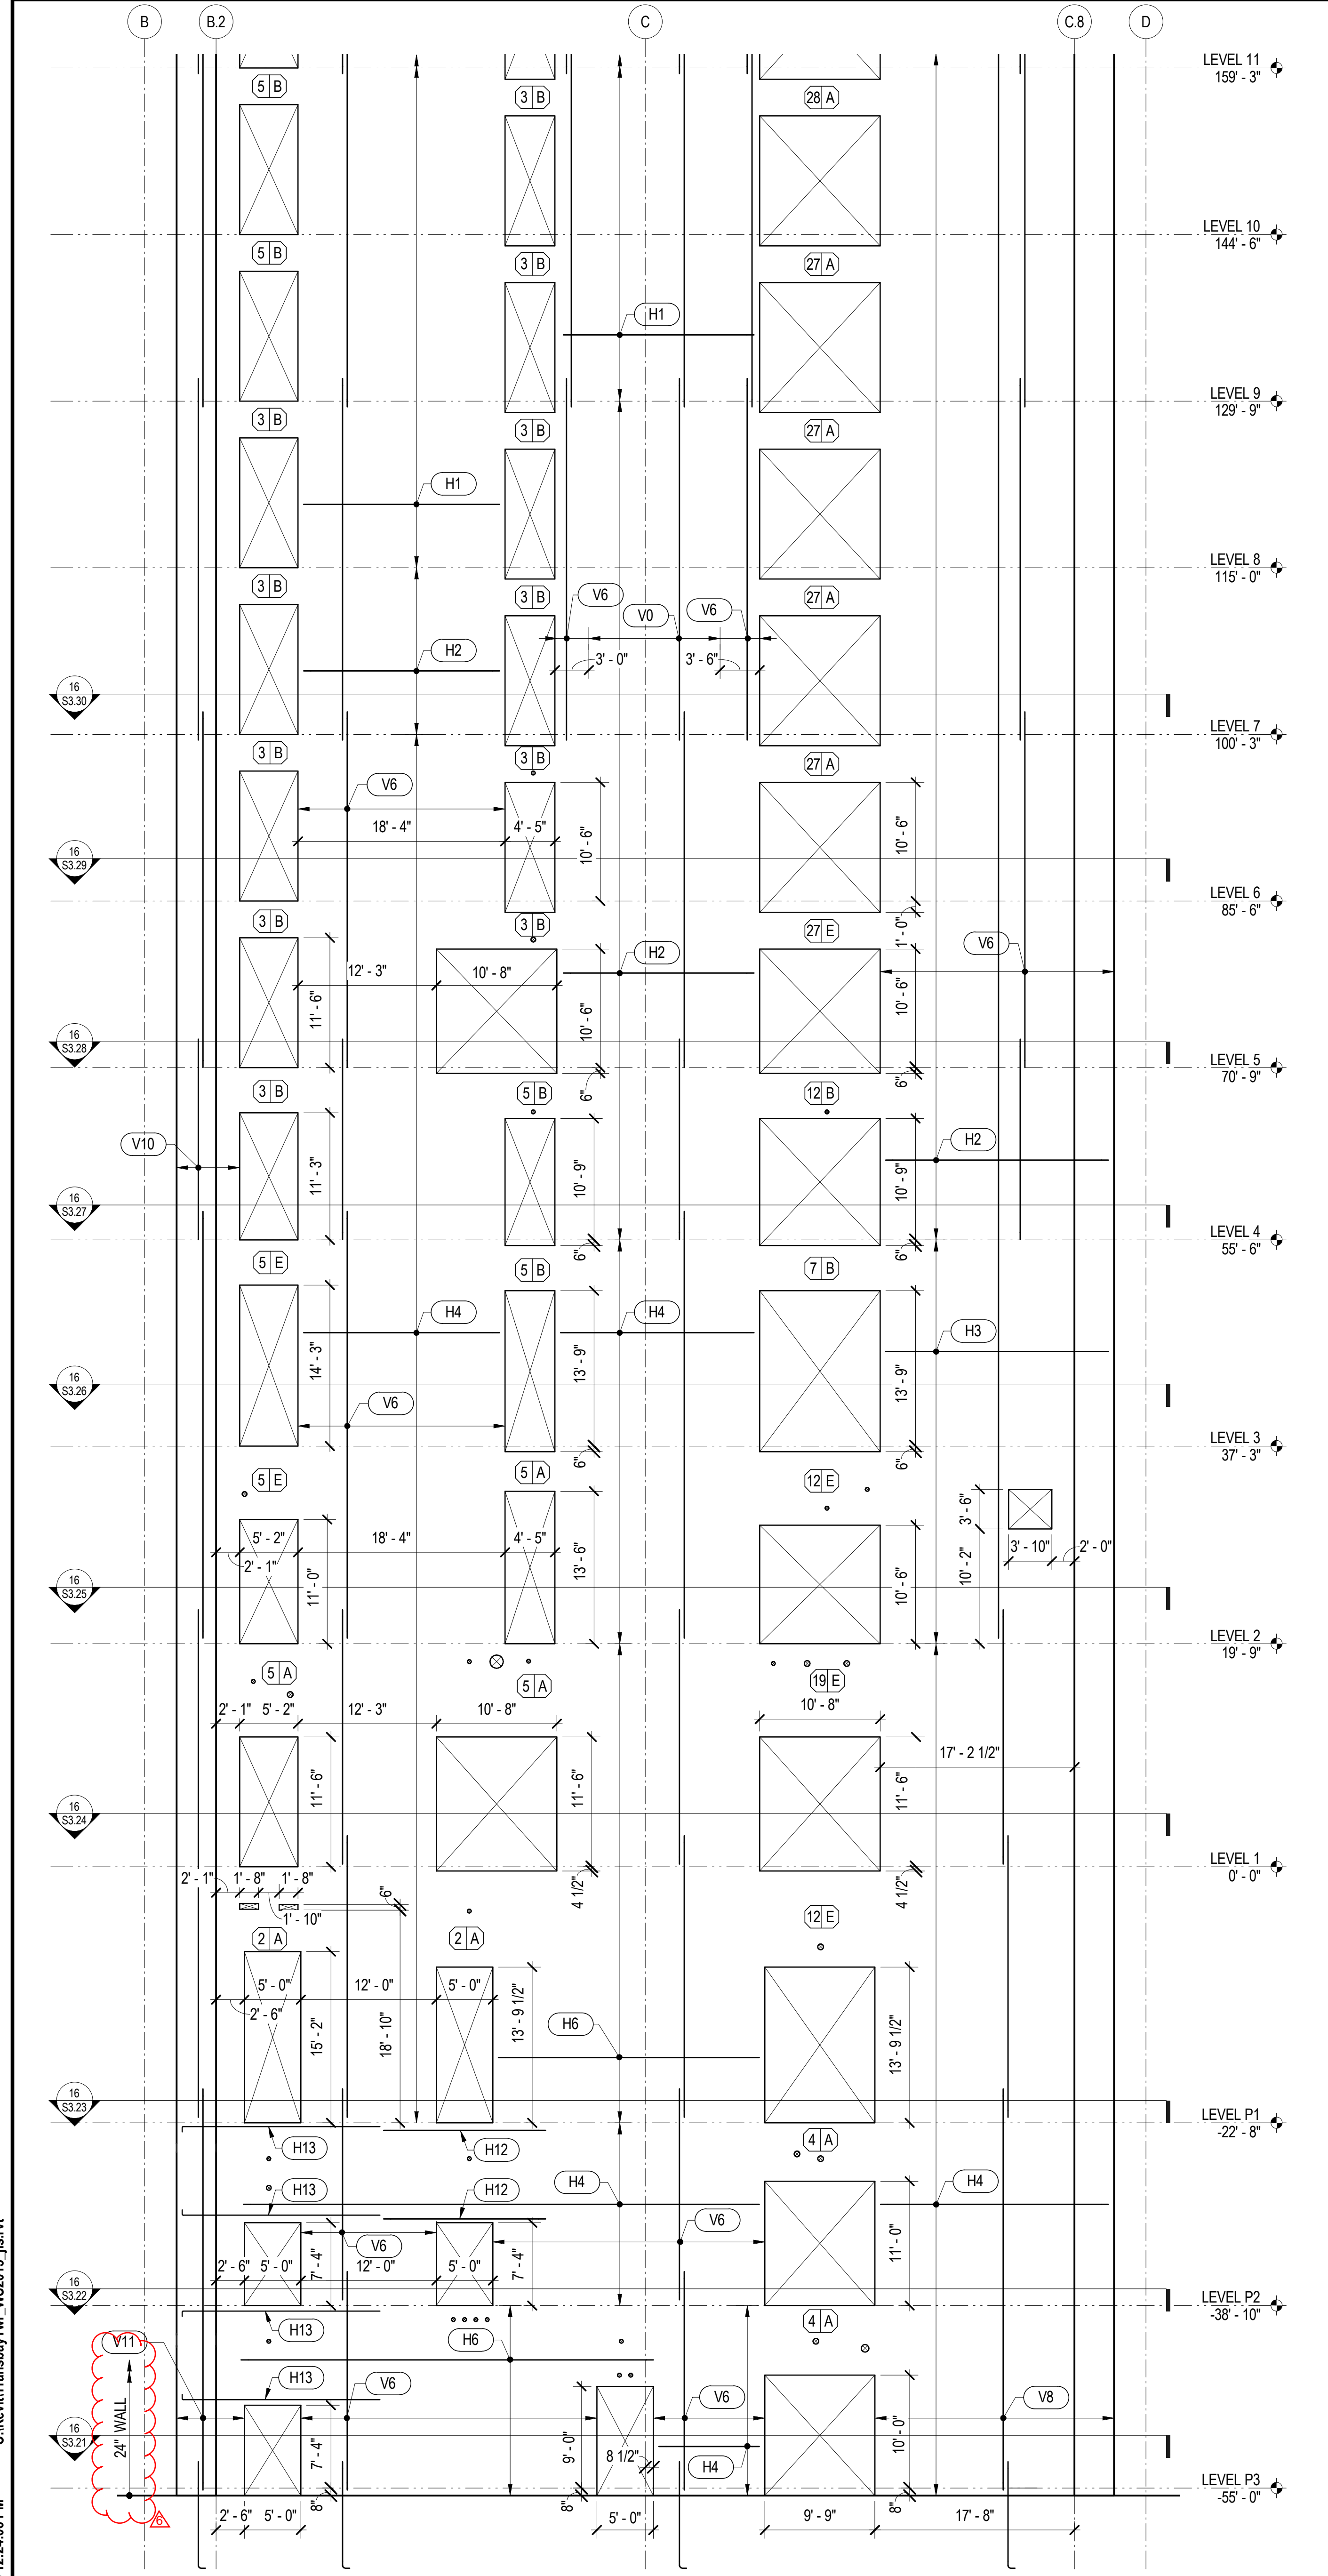 B
B.2
C
C.8
D
LEVEL 11
159' - 3"
5 B
3 B
28 A
LEVEL 10
144' - 6"
5 B
3 B
27 A
H1
LEVEL 9
129' - 9"
3 B
3 B
27 A
H1
LEVEL 8
115' - 0"
3 B
3 B
27 A
V6
V0
V6
H2
3' - 0"
3' - 6"
16
S3.30
LEVEL 7
100' - 3"
3 B
3 B
27 A
V6
18' - 4"
4' - 5"
10' - 6"
10' - 6"
16
S3.29
LEVEL 6
85' - 6"
3 B
3 B
27 E
1' - 0"
V6
H2
12' - 3"
10' - 8"
11' - 6"
10' - 6"
10' - 6"
16
S3.28
LEVEL 5
70' - 9"
3 B
5 B
12 B
6"
6"
V10
H2
11' - 3"
10' - 9"
10' - 9"
16
S3.27
LEVEL 4
55' - 6"
6"
6"
5 E
5 B
7 B
H4
H4
H3
14' - 3"
13' - 9"
13' - 9"
16
S3.26
V6
LEVEL 3
37' - 3"
6"
6"
5 E
5 A
12 E
3' - 6"
5' - 2"
18' - 4"
4' - 5"
3' - 10"
2' - 0"
2' - 1"
11' - 0"
13' - 6"
10' - 6"
10' - 2"
16
S3.25
LEVEL 2
19' - 9"
5 A
5 A
19 E
2' - 1"
5' - 2"
12' - 3"
10' - 8"
10' - 8"
17' - 2 1/2"
11' - 6"
11' - 6"
11' - 6"
16
S3.24
LEVEL 1
0' - 0"
2' - 1"
1' - 8"
1' - 8"
6"
4 1/2"
4 1/2"
1' - 10"
2 A
2 A
12 E
5' - 0"
12' - 0"
5' - 0"
2' - 6"
15' - 2"
18' - 10"
13' - 9 1/2"
H6
13' - 9 1/2"
16
S3.23
LEVEL P1
-22' - 8"
H13
H12
4 A
H13
H12
H4
H4
V6
V6
2' - 6"
5' - 0"
7' - 4"
12' - 0"
5' - 0"
7' - 4"
11' - 0"
16
S3.22
LEVEL P2
-38' - 10"
H13
4 A
V11
H6
H13
V6
V6
V8
24" WALL
16
S3.21
7' - 4"
9' - 0"
8 1/2"
H4
10' - 0"
LEVEL P3
-55' - 0"
8"
8"
8"
6
2' - 6"
5' - 0"
5' - 0"
9' - 9"
17' - 8"